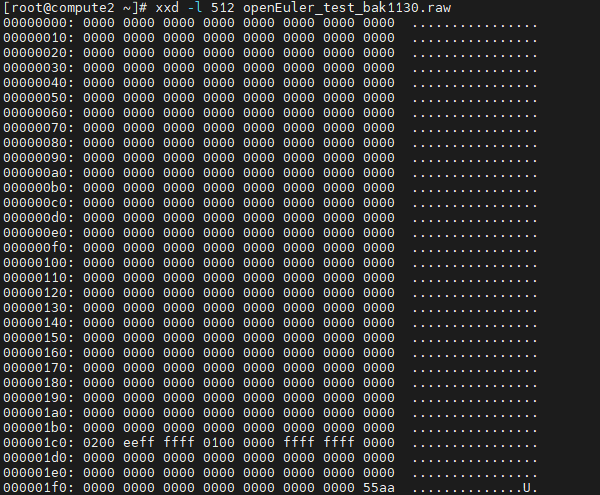 [root@compute2 ~]# xxd -l 512 openEuler_test_bak1130.raw
00000000: 0000 0000 0000 0000 0000 0000 0000 0000  ................
00000010: 0000 0000 0000 0000 0000 0000 0000 0000  ................
00000020: 0000 0000 0000 0000 0000 0000 0000 0000  ................
00000030: 0000 0000 0000 0000 0000 0000 0000 0000  ................
00000040: 0000 0000 0000 0000 0000 0000 0000 0000  ................
00000050: 0000 0000 0000 0000 0000 0000 0000 0000  ................
00000060: 0000 0000 0000 0000 0000 0000 0000 0000  ................
00000070: 0000 0000 0000 0000 0000 0000 0000 0000  ................
00000080: 0000 0000 0000 0000 0000 0000 0000 0000  ................
00000090: 0000 0000 0000 0000 0000 0000 0000 0000  ................
000000a0: 0000 0000 0000 0000 0000 0000 0000 0000  ................
000000b0: 0000 0000 0000 0000 0000 0000 0000 0000  ................
000000c0: 0000 0000 0000 0000 0000 0000 0000 0000  ................
000000d0: 0000 0000 0000 0000 0000 0000 0000 0000  ................
000000e0: 0000 0000 0000 0000 0000 0000 0000 0000  ................
000000f0: 0000 0000 0000 0000 0000 0000 0000 0000  ................
00000100: 0000 0000 0000 0000 0000 0000 0000 0000  ................
00000110: 0000 0000 0000 0000 0000 0000 0000 0000  ................
00000120: 0000 0000 0000 0000 0000 0000 0000 0000  ................
00000130: 0000 0000 0000 0000 0000 0000 0000 0000  ................
00000140: 0000 0000 0000 0000 0000 0000 0000 0000  ................
00000150: 0000 0000 0000 0000 0000 0000 0000 0000  ................
00000160: 0000 0000 0000 0000 0000 0000 0000 0000  ................
00000170: 0000 0000 0000 0000 0000 0000 0000 0000  ................
00000180: 0000 0000 0000 0000 0000 0000 0000 0000  ................
00000190: 0000 0000 0000 0000 0000 0000 0000 0000  ................
000001a0: 0000 0000 0000 0000 0000 0000 0000 0000  ................
000001b0: 0000 0000 0000 0000 0000 0000 0000 0000  ................
000001c0: 0200 eeff ffff 0100 0000 ffff ffff 0000  ................
000001d0: 0000 0000 0000 0000 0000 0000 0000 0000  ................
000001e0: 0000 0000 0000 0000 0000 0000 0000 0000  ................
000001f0: 0000 0000 0000 0000 0000 0000 0000 55aa  ..............U.